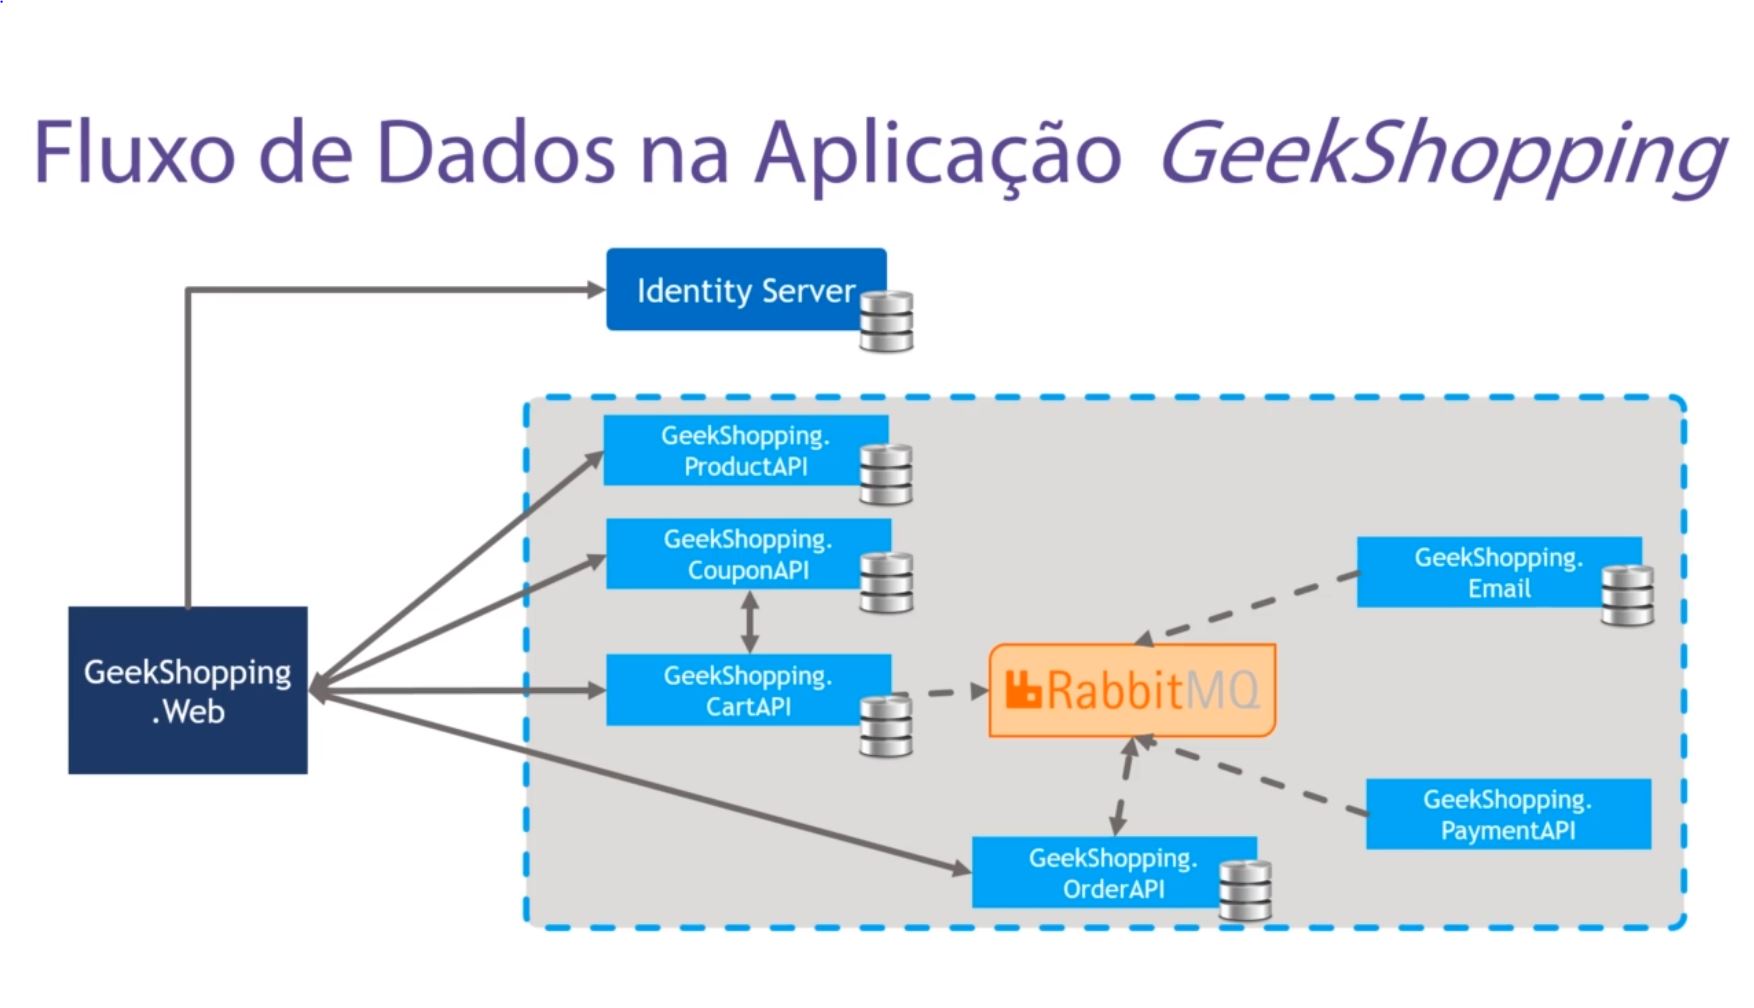 Fluxo de Dados na Aplicação GeekShopping
Identity Server
GeekShopping.
ProductAPI
GeekShopping.
CouponAPI
GeekShopping.
Email
GeekShopping
.Web
GeekShopping.
CartAPI
RabbitMQ
GeekShopping.
PaymentAPI
GeekShopping.
OrderAPI